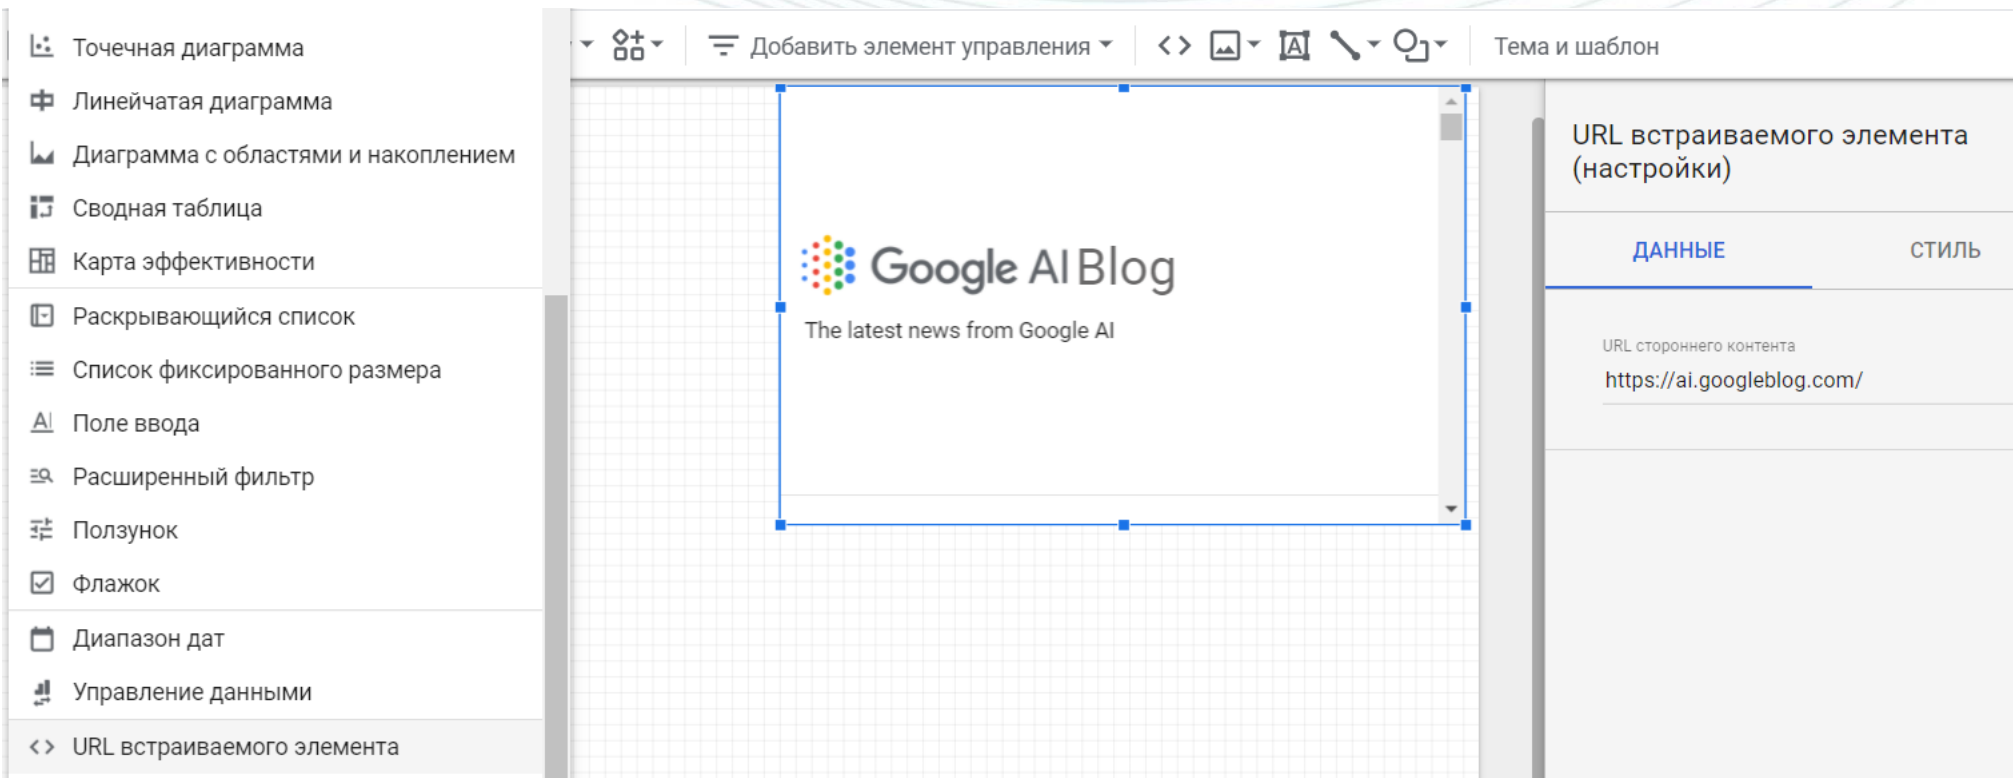 Точечная диаграмма
Линейчатая диаграмма
Диаграмма с областями и накоплением
Сводная таблица
Карта эффективности
Раскрывающийся список
Список фиксированного размера
Поле ввода
Расширенный фильтр
Ползунок
Флажок
Диапазон дат
Управление данными
URL встраиваемого элемента
Добавить элемент управления
Тема и шаблон
Google AI Blog
The latest news from Google AI
URL встраиваемого элемента
(настройки)
ДАННЫЕ СТИЛЬ
URL стороннего контента
https://ai.googleblog.com/